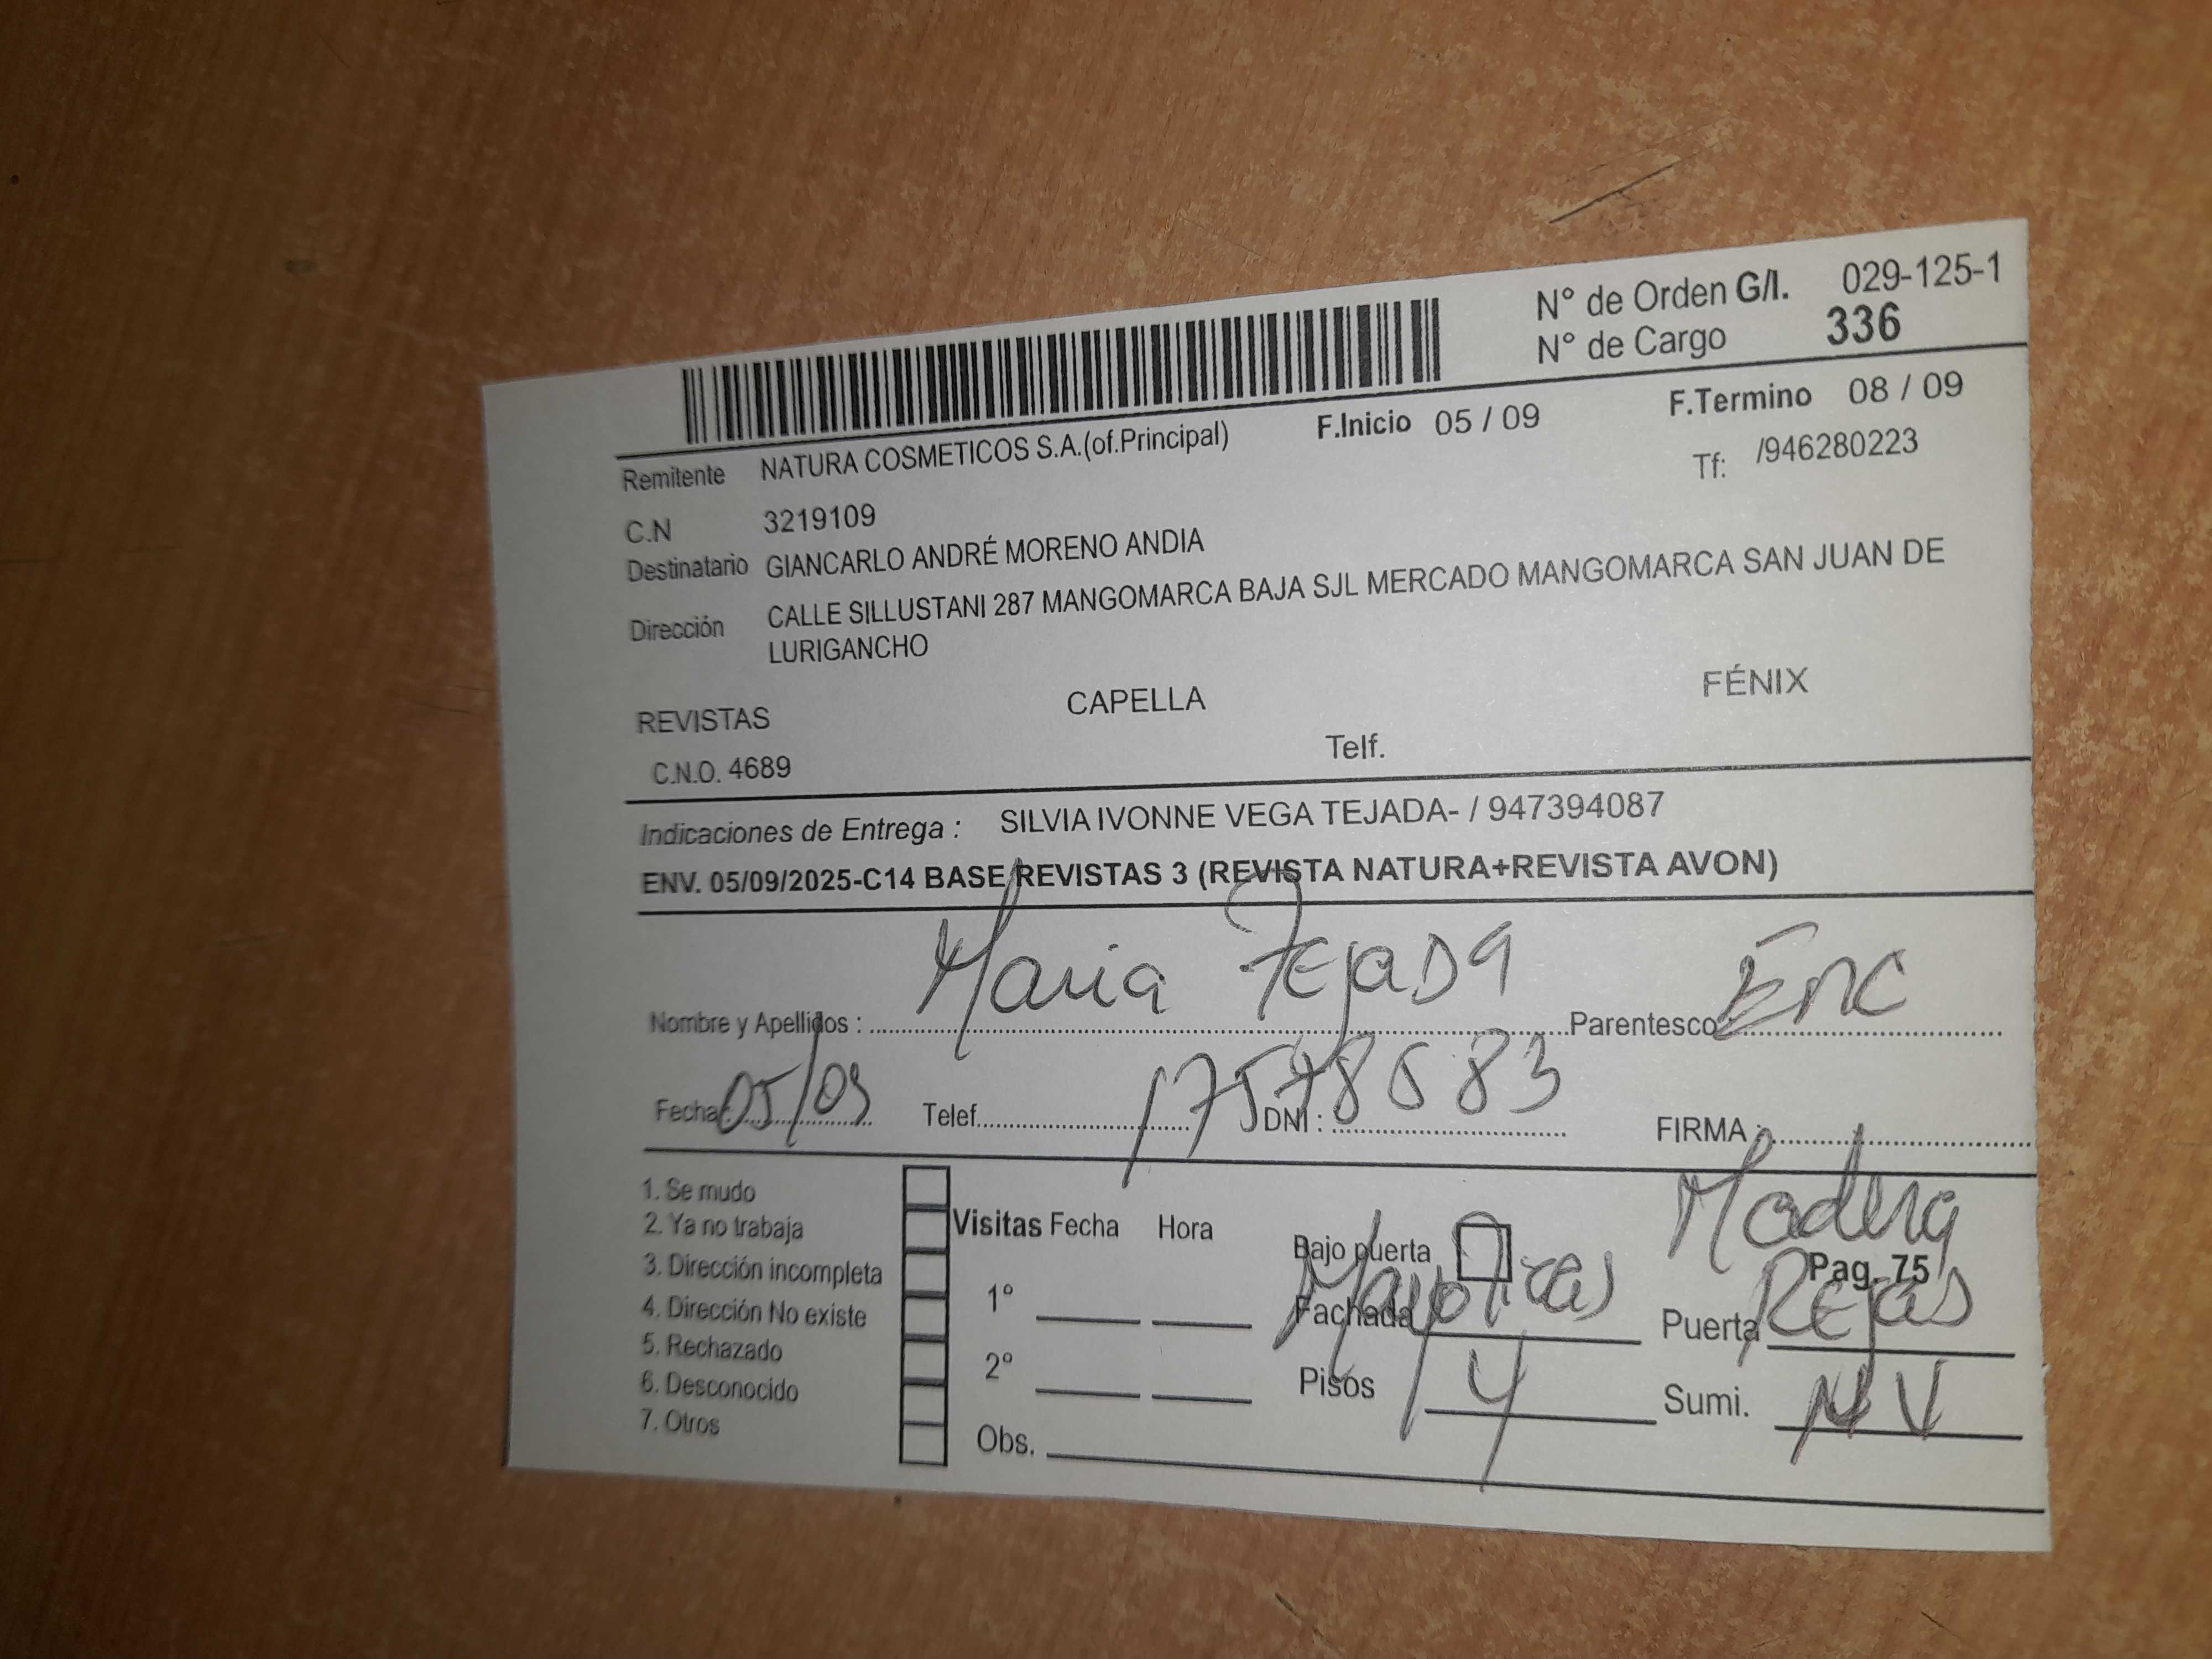 N° de Orden G/I. 029-125-1
N° de Cargo 336
F.Inicio 05 / 09 F.Termino 08 / 09
Remitente NATURA COSMETICOS S.A.(of.Principal) Tf: /946280223
C.N 3219109
Destinatario GIANCARLO ANDRÉ MORENO ANDIA
Dirección CALLE SILLUSTANI 287 MANGOMARCA BAJA SJL MERCADO MANGOMARCA SAN JUAN DE
LURIGANCHO
REVISTAS CAPELLA FÉNIX
C.N.O. 4689 Telf.
Indicaciones de Entrega : SILVIA IVONNE VEGA TEJADA- / 947394087
ENV. 05/09/2025-C14 BASE REVISTAS 3 (REVISTA NATURA+REVISTA AVON)
Nombre y Apellidos : Maria TEJADA Parentesco : Enc
Fecha : 05/09 Telef. DNI : FIRMA :
1. Se mudo
2. Ya no trabaja
3. Dirección incompleta
4. Dirección No existe
5. Rechazado
6. Desconocido
7. Otros
Visitas Fecha Hora
1°
2°
Obs.
Bajo puerta Madera
Pag. 75
Fachada Mayolicas Puerta Rejas
Pisos 4 Sumi. NV